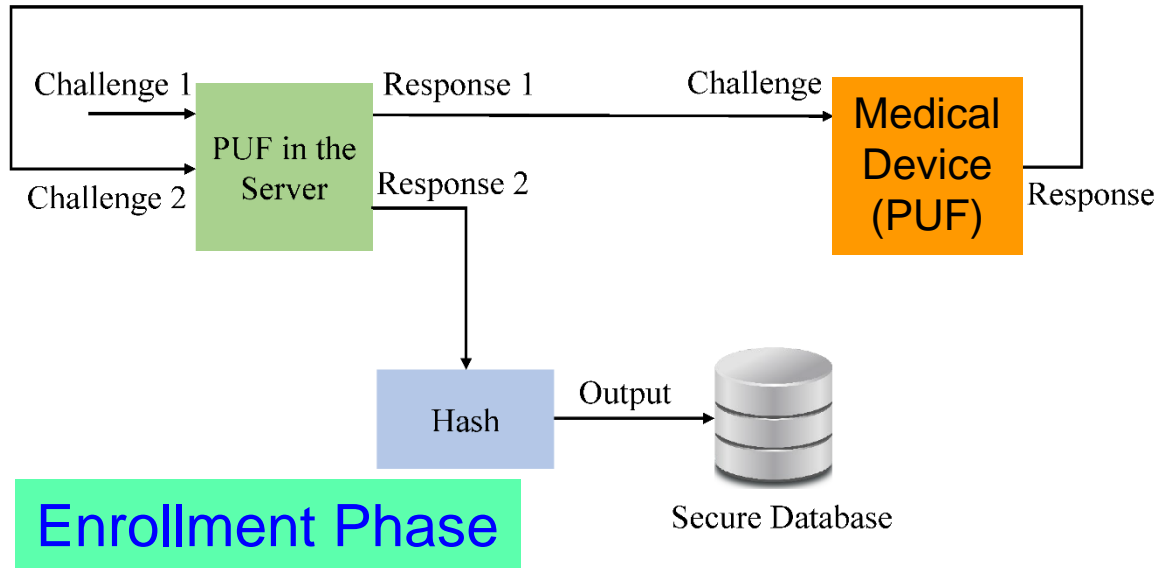 Challenge 1
Response 1
Challenge
Medical
Device
(PUF)
PUF in the
Server
Challenge 2
Response 2
Response
Hash
Output
Secure Database
Enrollment Phase